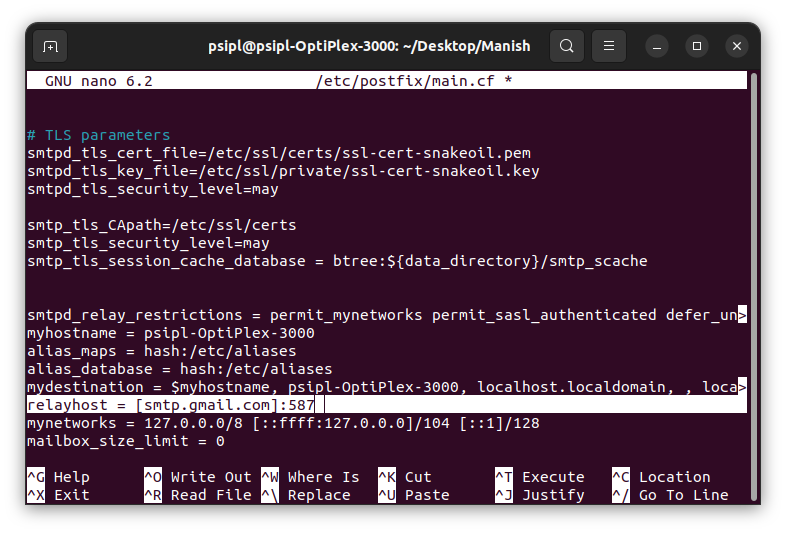 psipl@psipl-OptiPlex-3000: ~/Desktop/Manish
GNU nano 6.2 /etc/postfix/main.cf *
# TLS parameters
smtpd_tls_cert_file=/etc/ssl/certs/ssl-cert-snakeoil.pem
smtpd_tls_key_file=/etc/ssl/private/ssl-cert-snakeoil.key
smtpd_tls_security_level=may
smtp_tls_CApath=/etc/ssl/certs
smtp_tls_security_level=may
smtp_tls_session_cache_database = btree:${data_directory}/smtp_scache
smtpd_relay_restrictions = permit_mynetworks permit_sasl_authenticated defer_un>
myhostname = psipl-OptiPlex-3000
alias_maps = hash:/etc/aliases
alias_database = hash:/etc/aliases
mydestination = $myhostname, psipl-OptiPlex-3000, localhost.localdomain, , loca>
relayhost = [smtp.gmail.com]:587
mynetworks = 127.0.0.0/8 [::ffff:127.0.0.0]/104 [::1]/128
mailbox_size_limit = 0
^G Help ^O Write Out ^W Where Is ^K Cut ^T Execute ^C Location
^X Exit ^R Read File ^\ Replace ^U Paste ^J Justify ^/ Go To Line